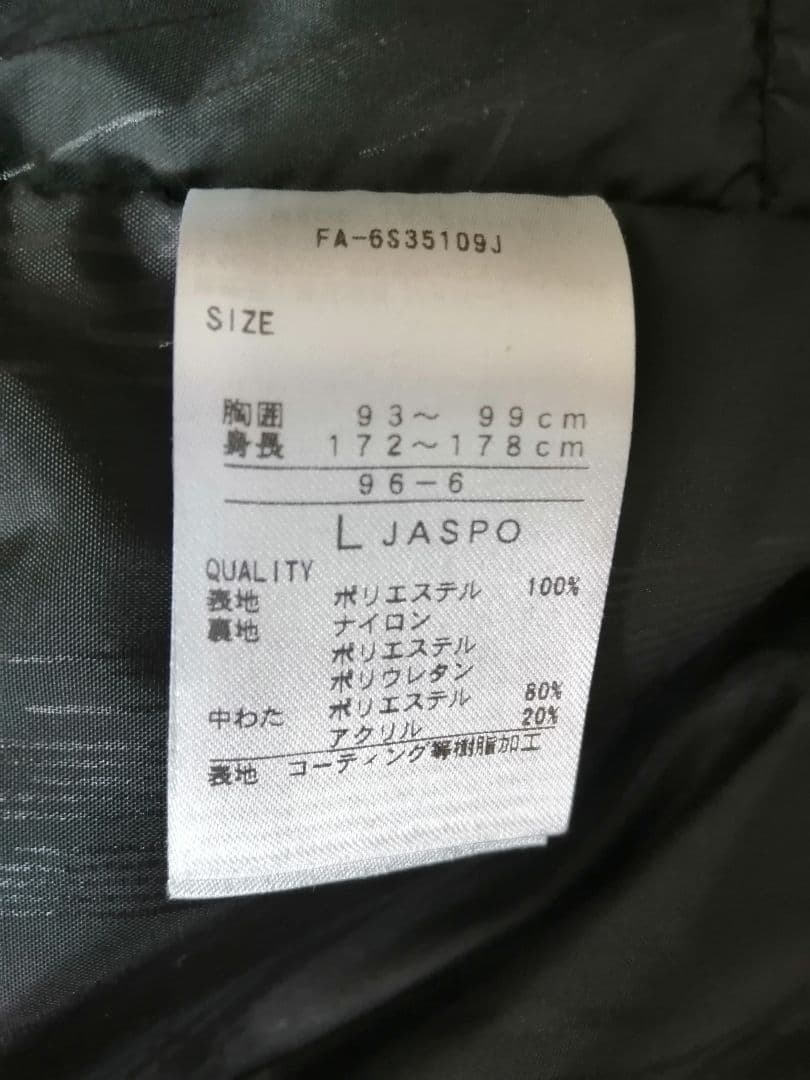 FA-6S35109J
SIZE
胸囲 93～ 99cm
身長 172～178cm
96-6
L JASPO
QUALITY
表地 ポリエステル 100%
裏地 ナイロン
ポリエステル
ポリウレタン
中わた ポリエステル 80%
アクリル 20%
表地 コーティング等樹脂加工